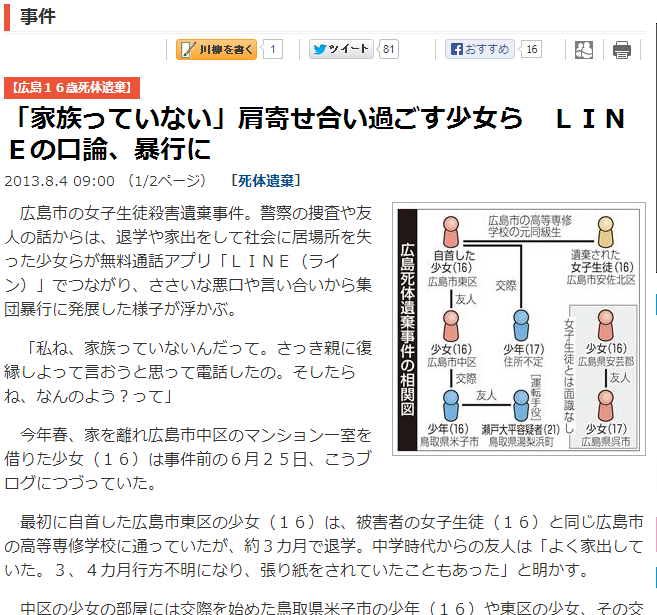 事件
川柳を書く 1 ツイート 81 おすすめ 16
【広島１６歳死体遺棄】
「家族っていない」肩寄せ合い過ごす少女ら　ＬＩＮ
Ｅの口論、暴行に
2013.8.4 09:00 （1/2ページ） ［死体遺棄］
広島市の女子生徒殺害遺棄事件。警察の捜査や友
人の話からは、退学や家出をして社会に居場所を失
った少女らが無料通話アプリ「ＬＩＮＥ（ライ
ン）」でつながり、ささいな悪口や言い合いから集
団暴行に発展した様子が浮かぶ。
「私ね、家族っていないんだって。さっき親に復
縁しよって言おうと思って電話したの。そしたら
ね、なんのよう？って」
今年春、家を離れ広島市中区のマンション一室を
借りた少女（１６）は事件前の６月２５日、こうブ
ログにつづっていた。
広島死体遺棄事件の相関図
広島市の高等専修
学校の元同級生
自首した
少女(16)
広島市東区
遺棄された
女子生徒(16)
広島市安佐北区
友人
交際
少女(16)
広島市中区
少年(17)
住所不定
女子生徒とは面識なし
少女(16)
広島県安芸郡
交際
友人
［運転手役］
友人
少年(16)
鳥取県米子市
瀬戸大平容疑者(21)
鳥取県湯梨浜町
少女(17)
広島県呉市
最初に自首した広島市東区の少女（１６）は、被害者の女子生徒（１６）と同じ広島市
の高等専修学校に通っていたが、約３カ月で退学。中学時代からの友人は「よく家出して
いた。３、４カ月行方不明になり、張り紙をされていたこともあった」と明かす。
中区の少女の部屋には交際を始めた鳥取県米子市の少年（１６）や東区の少女、その交